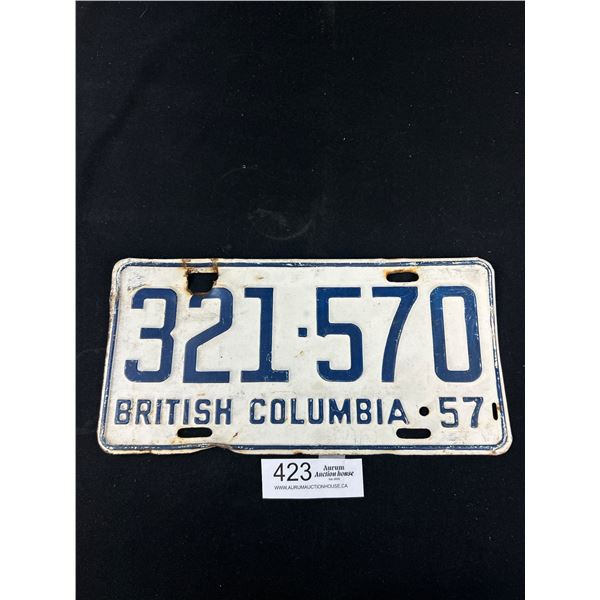 321·570
BRITISH COLUMBIA · 57
423 Aurum
Auction house
WWW.AURUMAUCTIONHOUSE.CA